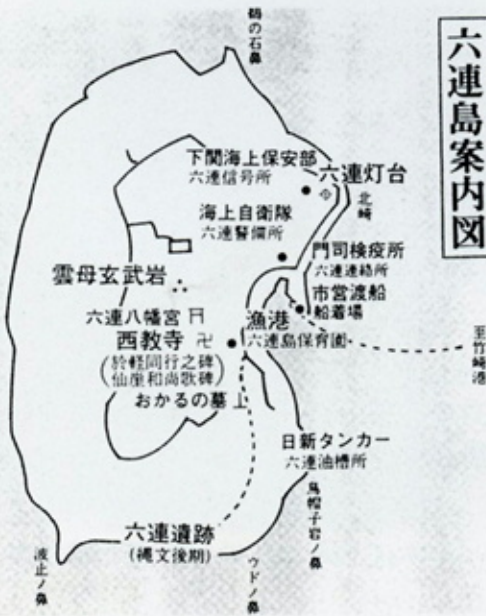 六連島案内図
鶴の石鼻
下関海上保安部
六連信号所
六連灯台
北崎
海上自衛隊
六連警備所
門司検疫所
六連連絡所
雲母玄武岩
市営渡船
船着場
六連八幡宮
漁港
西教寺
卍
六連島保育園
(於軽同行之碑
仙崖和尚歌碑)
至竹崎港
おかるの墓
日新タンカー
六連油槽所
烏帽子岩ノ鼻
六連遺跡
(縄文後期)
波止ノ鼻
ウドノ鼻